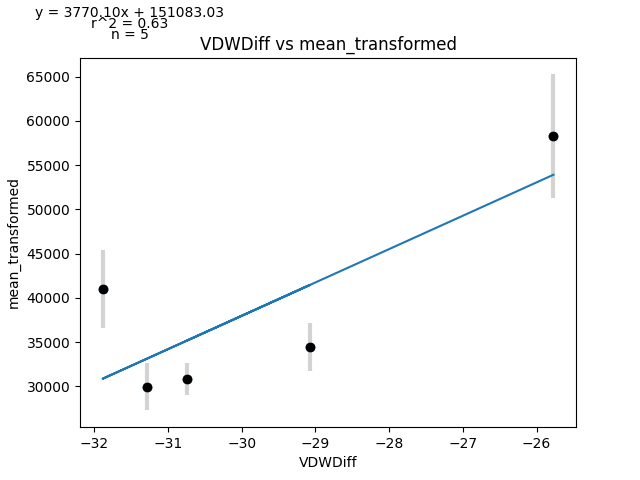 y = 3770.10x + 151083.03
r^2 = 0.63
n = 5
VDWDiff vs mean_transformed
65000
60000
55000
50000
45000
40000
35000
30000
mean_transformed
−32 −31 −30 −29 −28 −27 −26
VDWDiff